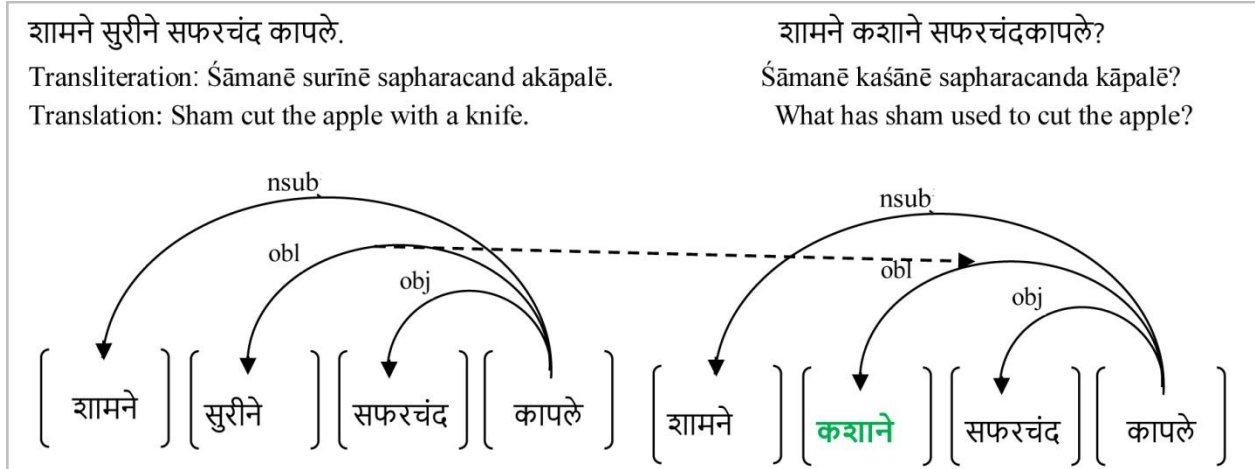 शामने सुरीने सफरचंद कापले.
Transliteration: Śāmanē surīnē sapharacand akāpalē.
Translation: Sham cut the apple with a knife.
शामने कशाने सफरचंदकापले?
Śāmanē kaśānē sapharacanda kāpalē?
What has sham used to cut the apple?
nsub
obl
obj
शामने सुरीने सफरचंद कापले
nsub
obl
obj
शामने कशाने सफरचंद कापले